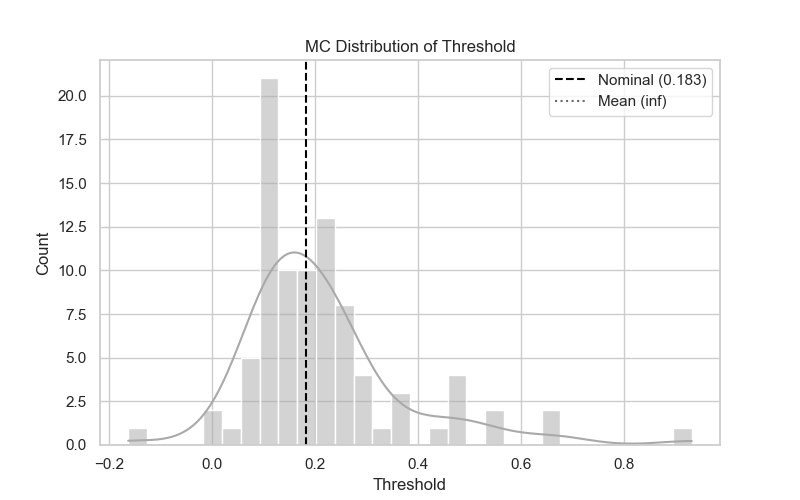 MC Distribution of Threshold
Nominal (0.183)
Mean (inf)
Count
20.0
17.5
15.0
12.5
10.0
7.5
5.0
2.5
0.0
−0.2 0.0 0.2 0.4 0.6 0.8
Threshold